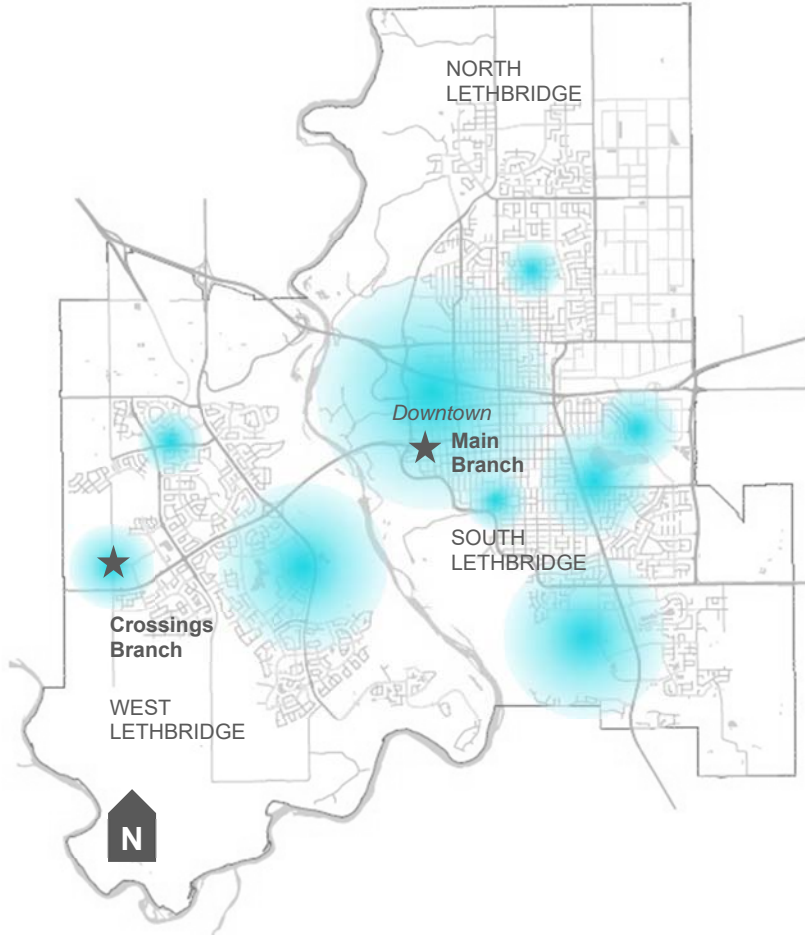 NORTH
LETHBRIDGE
Downtown
Main
Branch
SOUTH
LETHBRIDGE
Crossings
Branch
WEST
LETHBRIDGE
N